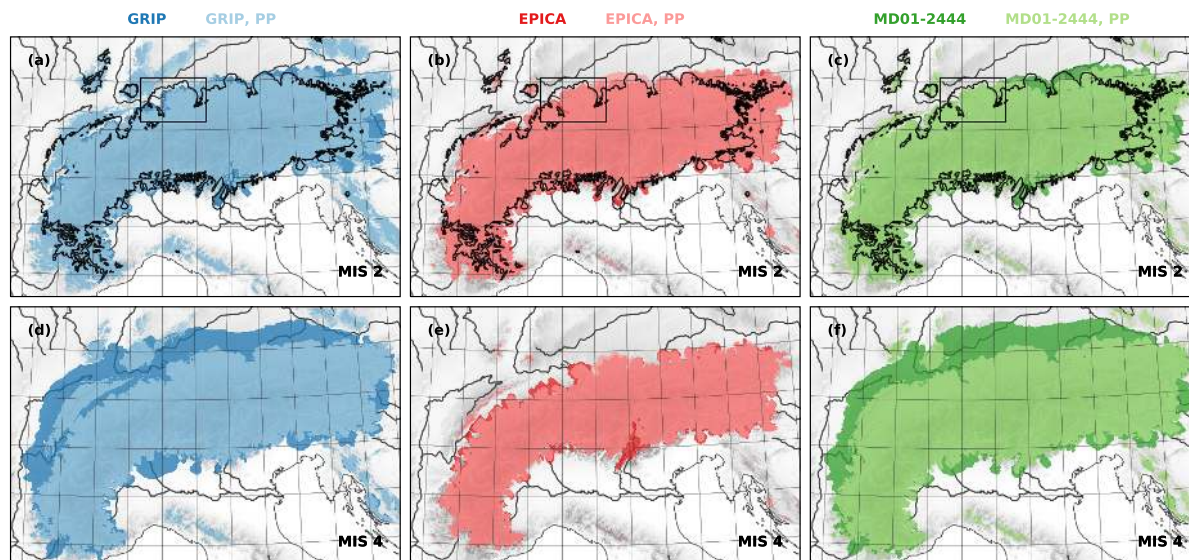 GRIP GRIP, PP EPICA EPICA, PP MD01-2444 MD01-2444, PP
(a) (b) (c)
MIS 2 MIS 2 MIS 2
(d) (e) (f)
MIS 4 MIS 4 MIS 4